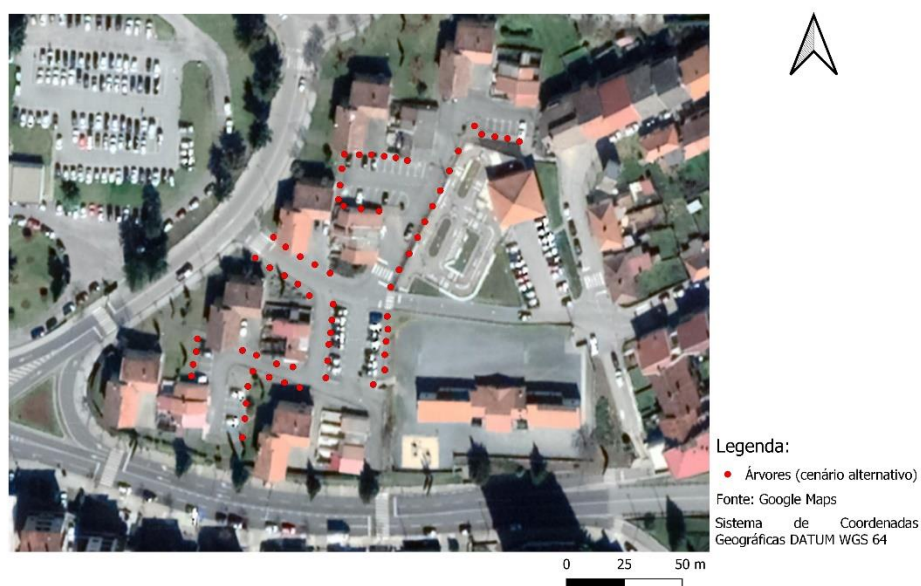 Legenda:
Árvores (cenário alternativo)
Fonte: Google Maps
Sistema de Coordenadas
Geográficas DATUM WGS 64
0 25 50 m